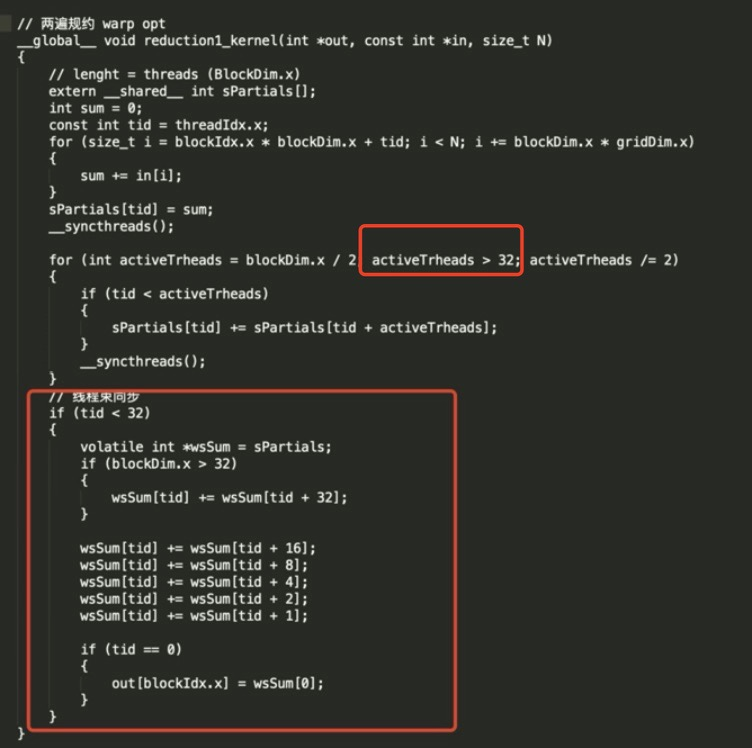 // 两遍规约 warp opt
__global__ void reduction1_kernel(int *out, const int *in, size_t N)
{
// lenght = threads (BlockDim.x)
extern __shared__ int sPartials[];
int sum = 0;
const int tid = threadIdx.x;
for (size_t i = blockIdx.x * blockDim.x + tid; i < N; i += blockDim.x * gridDim.x)
{
sum += in[i];
}
sPartials[tid] = sum;
__syncthreads();
for (int activeTrheads = blockDim.x / 2 activeTrheads > 32; activeTrheads /= 2)
{
if (tid < activeTrheads)
{
sPartials[tid] += sPartials[tid + activeTrheads];
}
__syncthreads();
}
// 线程束同步
if (tid < 32)
{
volatile int *wsSum = sPartials;
if (blockDim.x > 32)
{
wsSum[tid] += wsSum[tid + 32];
}
wsSum[tid] += wsSum[tid + 16];
wsSum[tid] += wsSum[tid + 8];
wsSum[tid] += wsSum[tid + 4];
wsSum[tid] += wsSum[tid + 2];
wsSum[tid] += wsSum[tid + 1];
if (tid == 0)
{
out[blockIdx.x] = wsSum[0];
}
}
}